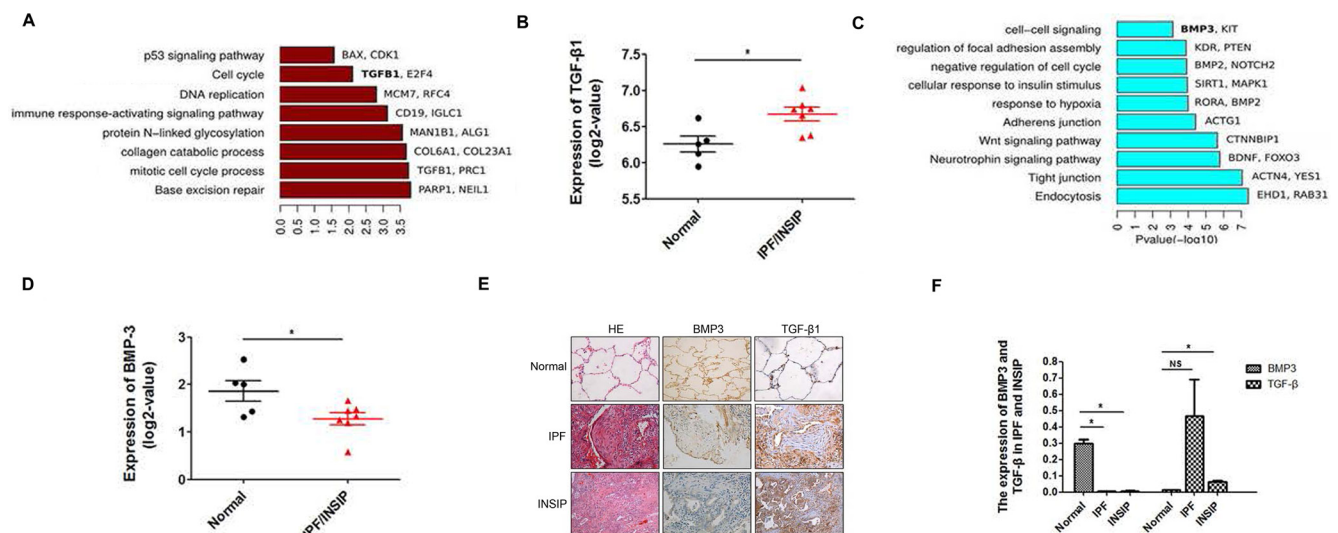 A
p53 signaling pathway BAX, CDK1
Cell cycle TGFB1, E2F4
DNA replication MCM7, RFC4
immune response-activating signaling pathway CD19, IGLC1
protein N-linked glycosylation MAN1B1, ALG1
collagen catabolic process COL6A1, COL23A1
mitotic cell cycle process TGFB1, PRC1
Base excision repair PARP1, NEIL1
0.0 0.5 1.0 1.5 2.0 2.5 3.0 3.5
B
Expression of TGF-β1
(log2-value)
7.5
7.0
6.5
6.0
5.5
*
Normal
IPF/INSIP
C
cell-cell signaling BMP3, KIT
regulation of focal adhesion assembly KDR, PTEN
negative regulation of cell cycle BMP2, NOTCH2
cellular response to insulin stimulus SIRT1, MAPK1
response to hypoxia RORA, BMP2
Adherens junction ACTG1
Wnt signaling pathway CTNNBIP1
Neurotrophin signaling pathway BDNF, FOXO3
Tight junction ACTN4, YES1
Endocytosis EHD1, RAB31
0 1 2 3 4 5 6 7
Pvalue(-log10)
D
Expression of BMP-3
(log2-value)
3
2
1
0
*
Normal
IPF/INSIP
E
HE BMP3 TGF-β1
Normal
IPF
INSIP
F
The expression of BMP3 and
TGF-β in IPF and INSIP
0.8
0.7
0.6
0.5
0.4
0.3
0.2
0.1
0.0
*
*
NS
*
BMP3
TGF-β
Normal IPF INSIP Normal IPF INSIP